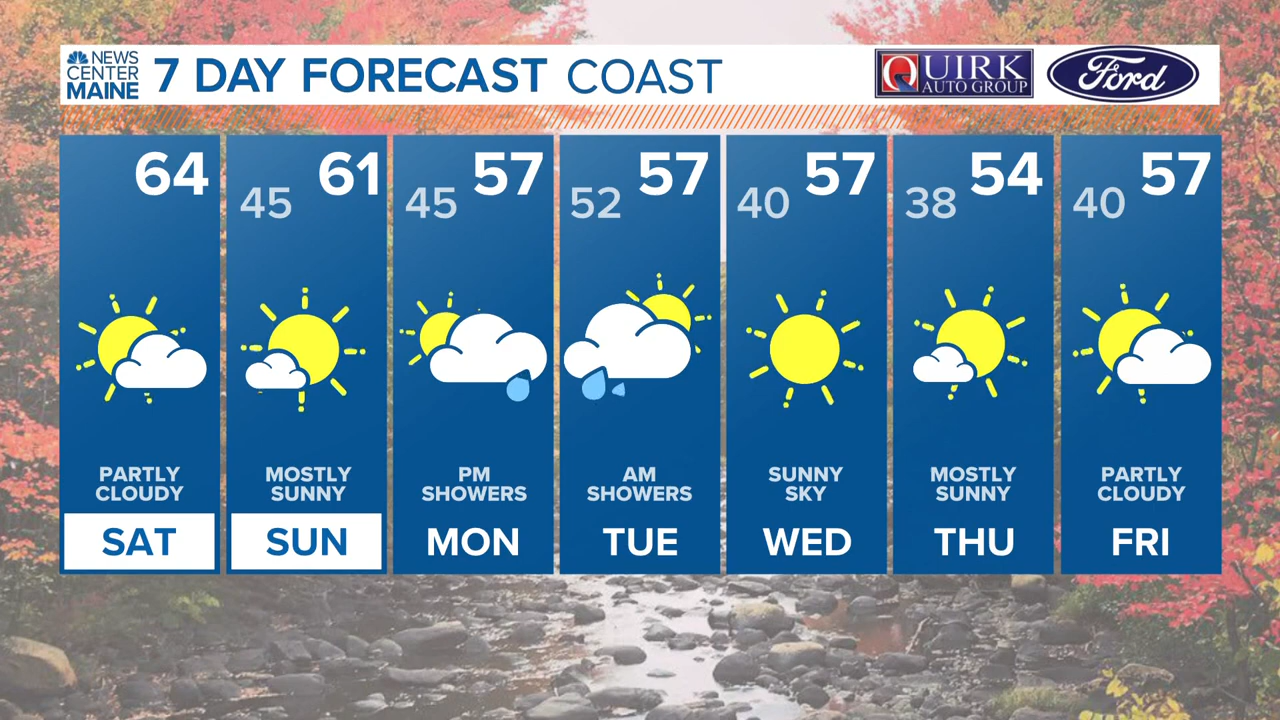 NEWS
CENTER
MAINE
7 DAY FORECAST COAST
QUIRK
AUTO GROUP
Ford
64
45 61
45 57
52 57
40 57
38 54
40 57
PARTLY
CLOUDY
MOSTLY
SUNNY
PM
SHOWERS
AM
SHOWERS
SUNNY
SKY
MOSTLY
SUNNY
PARTLY
CLOUDY
SAT
SUN
MON
TUE
WED
THU
FRI